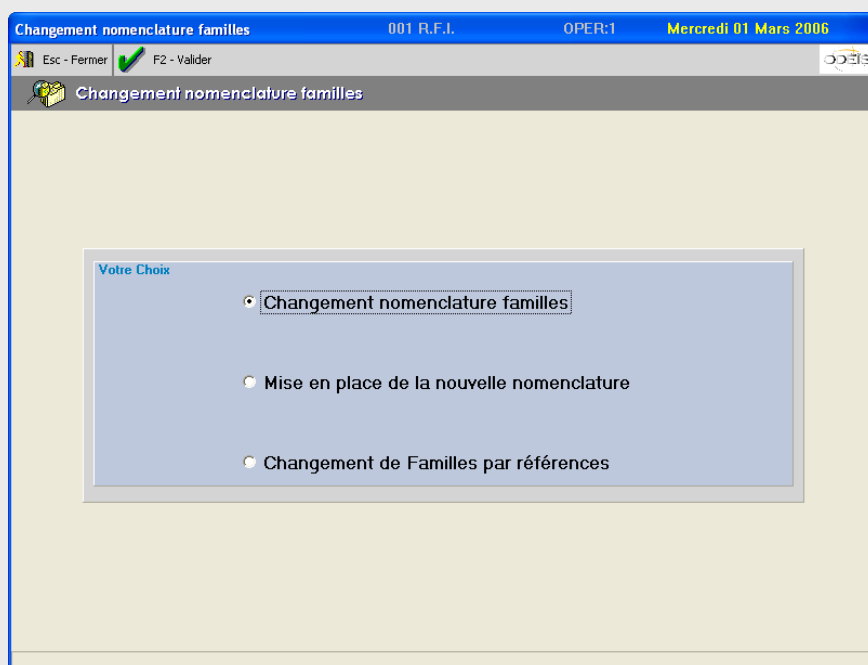 Changement nomenclature familles 001 R.F.I. OPER:1 Mercredi 01 Mars 2006
Esc - Fermer F2 - Valider
Changement nomenclature familles
Votre Choix
Changement nomenclature familles
Mise en place de la nouvelle nomenclature
Changement de Familles par références